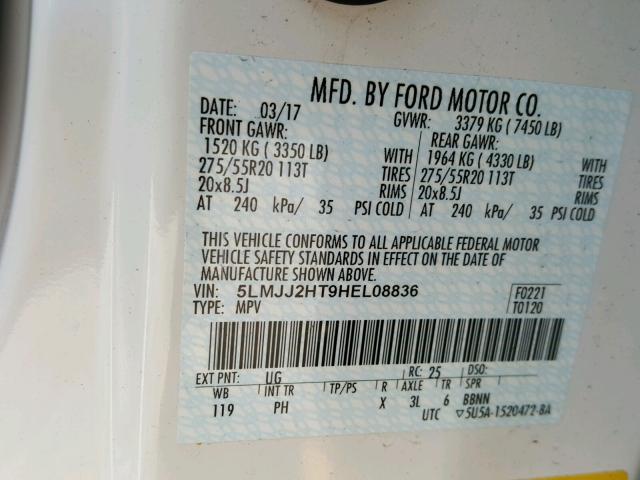 MFD. BY FORD MOTOR CO.
DATE: 03/17 GVWR: 3379 KG ( 7450 LB)
FRONT GAWR: REAR GAWR:
1520 KG ( 3350 LB) WITH 1964 KG ( 4330 LB) WITH
275/55R20 113T TIRES 275/55R20 113T TIRES
20x8.5J RIMS 20x8.5J RIMS
AT 240 kPa/ 35 PSI COLD AT 240 kPa/ 35 PSI COLD
THIS VEHICLE CONFORMS TO ALL APPLICABLE FEDERAL MOTOR
VEHICLE SAFETY STANDARDS IN EFFECT ON THE DATE OF
MANUFACTURE SHOWN ABOVE.
VIN: 5LMJJ2HT9HEL08836 F0221
TYPE: MPV T0120
EXT PNT: UG RC: 25 DSO:
WB INT TR TP/PS R AXLE TR SPR
119 PH X 3L 6 BBNN
UTC ▽5U5A-1520472-BA